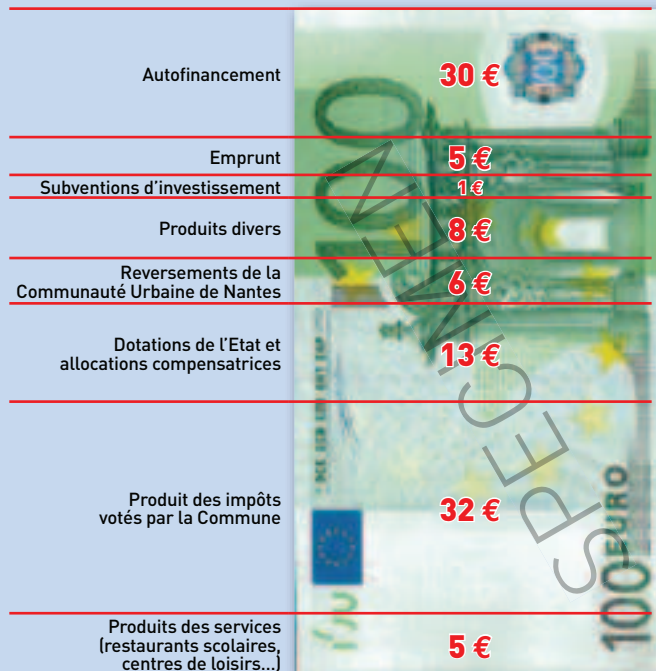 Autofinancement
30 €
Emprunt
5 €
Subventions d'investissement
1 €
Produits divers
8 €
Reversements de la
Communauté Urbaine de Nantes
6 €
Dotations de l'Etat et
allocations compensatrices
13 €
Produit des impôts
votés par la Commune
32 €
Produits des services
(restaurants scolaires,
centres de loisirs...)
5 €
100
SPECIMEN
100 EURO